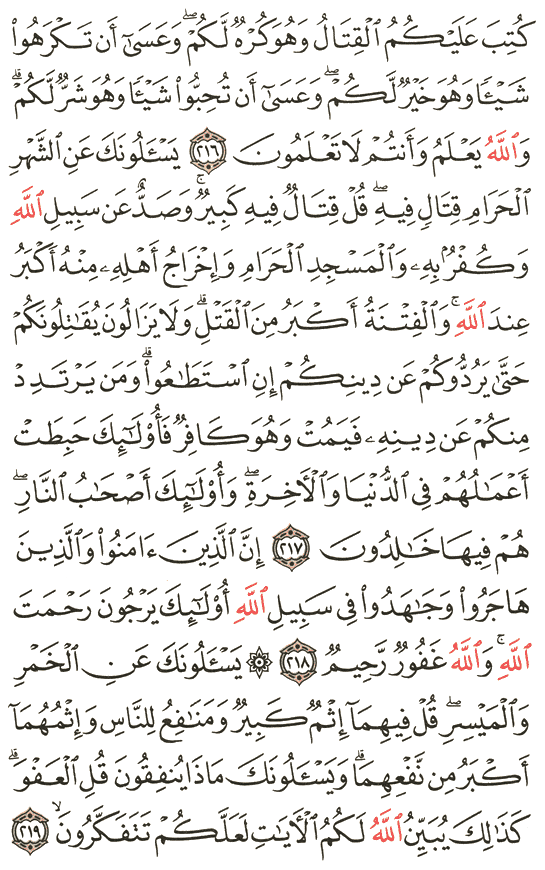 كُتِبَ عَلَيْكُمُ ٱلْقِتَالُ وَهُوَ كُرْهٌ لَّكُمْ ۖ وَعَسَىٰٓ أَن تَكْرَهُوا۟
شَيْـًٔا وَهُوَ خَيْرٌ لَّكُمْ ۖ وَعَسَىٰٓ أَن تُحِبُّوا۟ شَيْـًٔا وَهُوَ شَرٌّ لَّكُمْ ۗ
وَٱللَّهُ يَعْلَمُ وَأَنتُمْ لَا تَعْلَمُونَ ٢١٦ يَسْـَٔلُونَكَ عَنِ ٱلشَّهْرِ
ٱلْحَرَامِ قِتَالٍ فِيهِ ۖ قُلْ قِتَالٌ فِيهِ كَبِيرٌ ۖ وَصَدٌّ عَن سَبِيلِ ٱللَّهِ
وَكُفْرٌۢ بِهِۦ وَٱلْمَسْجِدِ ٱلْحَرَامِ وَإِخْرَاجُ أَهْلِهِۦ مِنْهُ أَكْبَرُ
عِندَ ٱللَّهِ ۚ وَٱلْفِتْنَةُ أَكْبَرُ مِنَ ٱلْقَتْلِ ۗ وَلَا يَزَالُونَ يُقَـٰتِلُونَكُمْ
حَتَّىٰ يَرُدُّوكُمْ عَن دِينِكُمْ إِنِ ٱسْتَطَـٰعُوا۟ ۚ وَمَن يَرْتَدِدْ
مِنكُمْ عَن دِينِهِۦ فَيَمُتْ وَهُوَ كَافِرٌ فَأُو۟لَـٰٓئِكَ حَبِطَتْ
أَعْمَـٰلُهُمْ فِى ٱلدُّنْيَا وَٱلْـَٔاخِرَةِ ۖ وَأُو۟لَـٰٓئِكَ أَصْحَـٰبُ ٱلنَّارِ ۖ
هُمْ فِيهَا خَـٰلِدُونَ ٢١٧ إِنَّ ٱلَّذِينَ ءَامَنُوا۟ وَٱلَّذِينَ
هَاجَرُوا۟ وَجَـٰهَدُوا۟ فِى سَبِيلِ ٱللَّهِ أُو۟لَـٰٓئِكَ يَرْجُونَ رَحْمَتَ
ٱللَّهِ ۚ وَٱللَّهُ غَفُورٌ رَّحِيمٌ ٢١٨ ۞ يَسْـَٔلُونَكَ عَنِ ٱلْخَمْرِ
وَٱلْمَيْسِرِ ۖ قُلْ فِيهِمَآ إِثْمٌ كَبِيرٌ وَمَنَـٰفِعُ لِلنَّاسِ وَإِثْمُهُمَآ
أَكْبَرُ مِن نَّفْعِهِمَا ۗ وَيَسْـَٔلُونَكَ مَاذَا يُنفِقُونَ قُلِ ٱلْعَفْوَ ۗ
كَذَٰلِكَ يُبَيِّنُ ٱللَّهُ لَكُمُ ٱلْـَٔايَـٰتِ لَعَلَّكُمْ تَتَفَكَّرُونَ ۙ ٢١٩